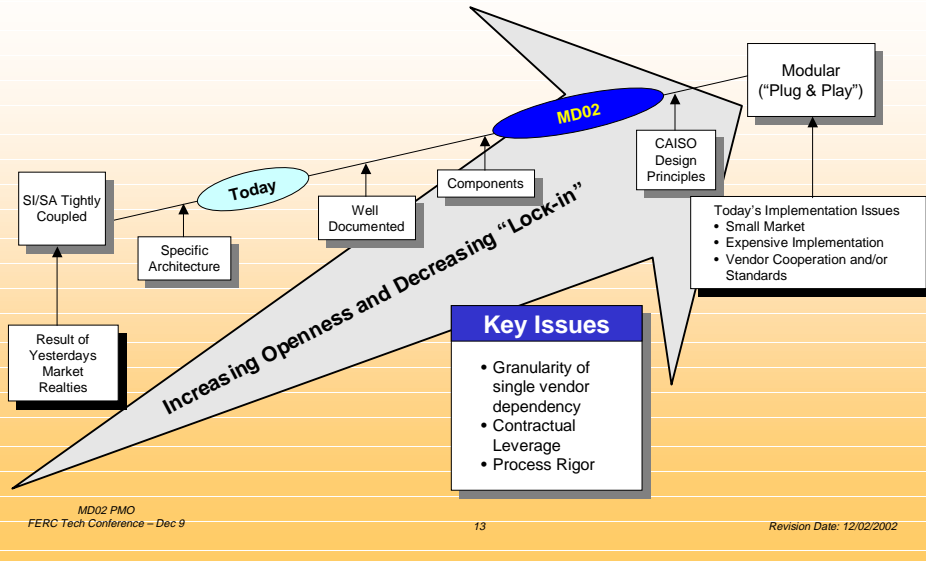 Modular
("Plug & Play")
MD02
CAISO
Design
Principles
Components
Today
SI/SA Tightly
Coupled
Well
Documented
Specific
Architecture
Today's Implementation Issues
• Small Market
• Expensive Implementation
• Vendor Cooperation and/or
Standards
Increasing Openness and Decreasing "Lock-in"
Result of
Yesterdays
Market
Realties
Key Issues
• Granularity of
single vendor
dependency
• Contractual
Leverage
• Process Rigor
MD02 PMO
FERC Tech Conference – Dec 9
13
Revision Date: 12/02/2002